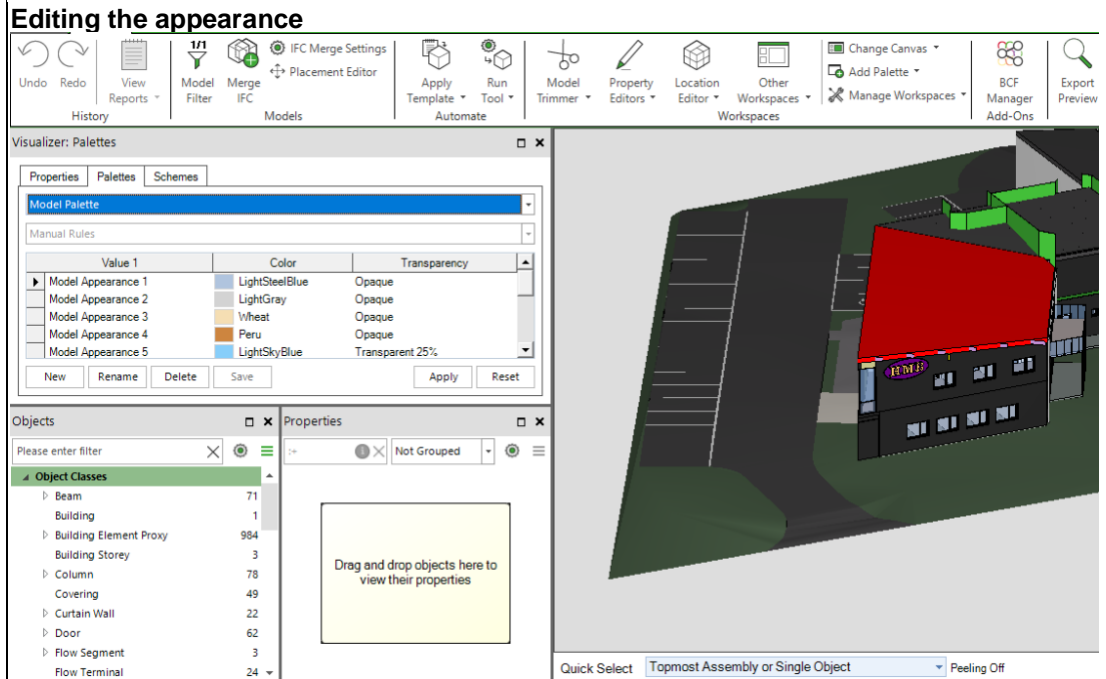 Editing the appearance
1/1
IFC Merge Settings
Placement Editor
Undo Redo View Reports Model Filter Merge IFC Apply Template Run Tool Model Trimmer Property Editors Location Editor Other Workspaces
Change Canvas
Add Palette
Manage Workspaces
BCF Manager Export Preview
History Models Automate Workspaces Add-Ons
Visualizer: Palettes
Properties Palettes Schemes
Model Palette
Manual Rules
Value 1 Color Transparency
Model Appearance 1 LightSteelBlue Opaque
Model Appearance 2 LightGray Opaque
Model Appearance 3 Wheat Opaque
Model Appearance 4 Peru Opaque
Model Appearance 5 LightSkyBlue Transparent 25%
New Rename Delete Save Apply Reset
Objects
Please enter filter
Object Classes
Beam 71
Building 1
Building Element Proxy 984
Building Storey 3
Column 78
Covering 49
Curtain Wall 22
Door 62
Flow Segment 3
Flow Terminal 24
Properties
Not Grouped
Drag and drop objects here to
view their properties
Quick Select Topmost Assembly or Single Object Peeling Off